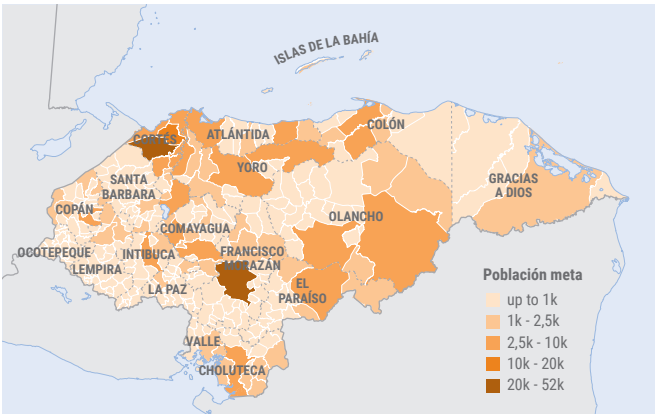 ISLAS DE LA BAHÍA
CORTÉS
ATLÁNTIDA
COLÓN
YORO
SANTA
BARBARA
GRACIAS
A DIOS
COPÁN
OLANCHO
COMAYAGUA
OCOTEPEQUE
INTIBUCA
FRANCISCO
MORAZÁN
LEMPIRA
LA PAZ
EL
PARAÍSO
VALLE
CHOLUTECA
Población meta
up to 1k
1k - 2,5k
2,5k - 10k
10k - 20k
20k - 52k